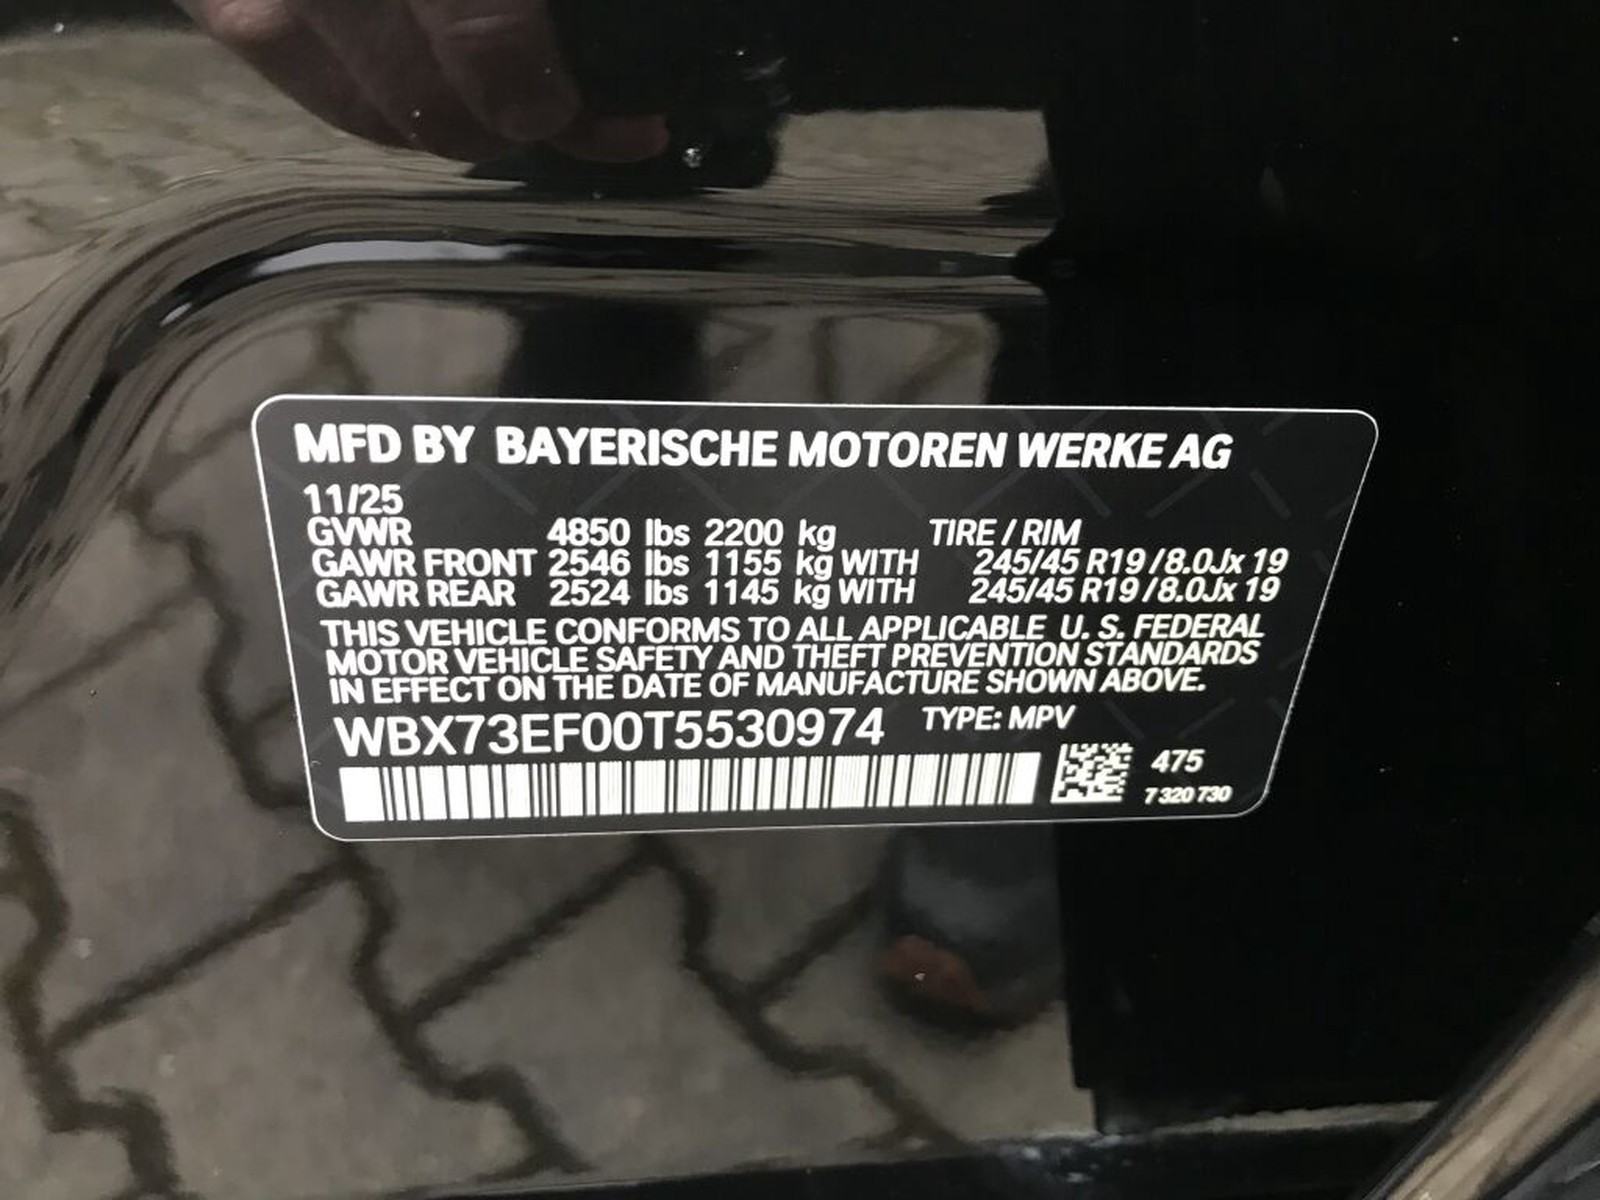 MFD BY BAYERISCHE MOTOREN WERKE AG
11/25
GVWR 4850 lbs 2200 kg TIRE / RIM
GAWR FRONT 2546 lbs 1155 kg WITH 245/45 R19 / 8.0Jx 19
GAWR REAR 2524 lbs 1145 kg WITH 245/45 R19 / 8.0Jx 19
THIS VEHICLE CONFORMS TO ALL APPLICABLE U. S. FEDERAL
MOTOR VEHICLE SAFETY AND THEFT PREVENTION STANDARDS
IN EFFECT ON THE DATE OF MANUFACTURE SHOWN ABOVE.
WBX73EF00T5530974 TYPE: MPV
475
7 320 730